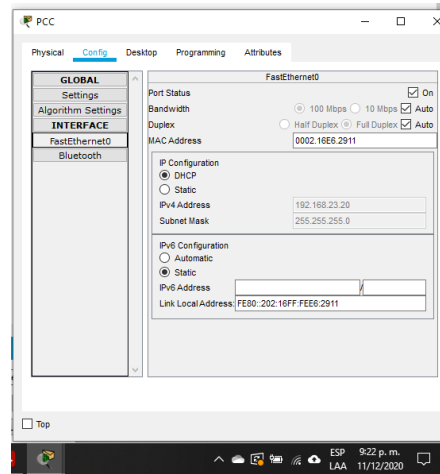 PCC
Physical Config Desktop Programming Attributes
GLOBAL
Settings
Algorithm Settings
INTERFACE
FastEthernet0
Bluetooth
FastEthernet0
Port Status On
Bandwidth 100 Mbps 10 Mbps Auto
Duplex Half Duplex Full Duplex Auto
MAC Address 0002.16E6.2911
IP Configuration
DHCP
Static
IPv4 Address 192.168.23.20
Subnet Mask 255.255.255.0
IPv6 Configuration
Automatic
Static
IPv6 Address /
Link Local Address: FE80::202:16FF:FEE6:2911
Top
ESP 9:22 p. m.
LAA 11/12/2020